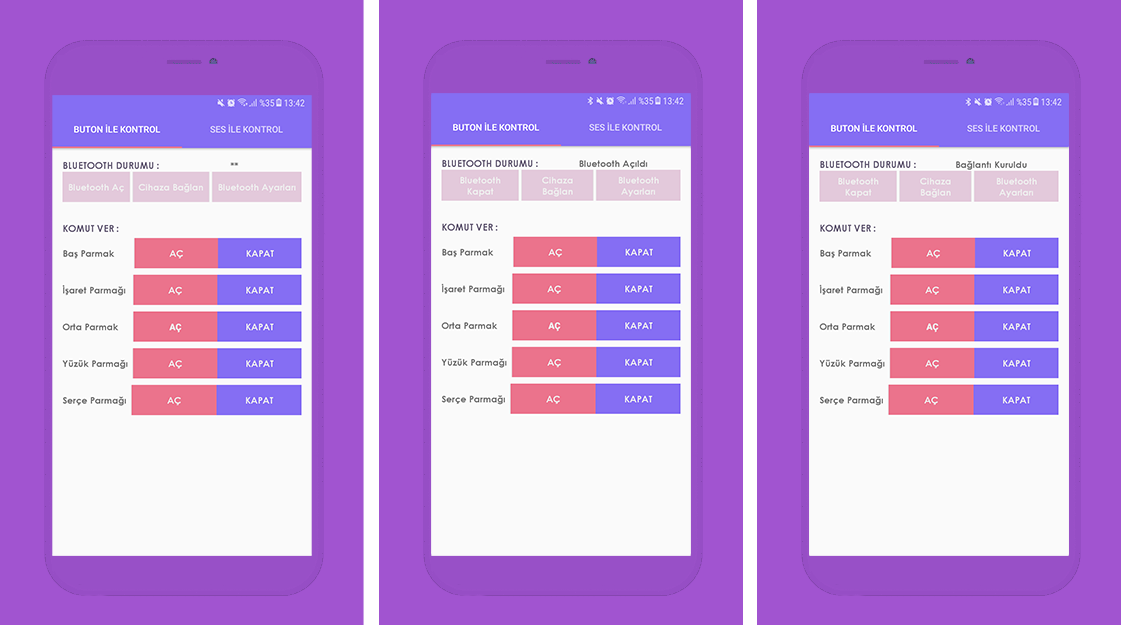 %35 13:42
BUTON İLE KONTROL SES İLE KONTROL
BLUETOOTH DURUMU : **
Bluetooth Aç Cihaza Bağlan Bluetooth Ayarları
KOMUT VER :
Baş Parmak AÇ KAPAT
İşaret Parmağı AÇ KAPAT
Orta Parmak AÇ KAPAT
Yüzük Parmağı AÇ KAPAT
Serçe Parmağı AÇ KAPAT
%35 13:42
BUTON İLE KONTROL SES İLE KONTROL
BLUETOOTH DURUMU : Bluetooth Açıldı
Bluetooth Cihaza Bluetooth
Kapat Bağlan Ayarları
KOMUT VER :
Baş Parmak AÇ KAPAT
İşaret Parmağı AÇ KAPAT
Orta Parmak AÇ KAPAT
Yüzük Parmağı AÇ KAPAT
Serçe Parmağı AÇ KAPAT
%35 13:42
BUTON İLE KONTROL SES İLE KONTROL
BLUETOOTH DURUMU : Bağlantı Kuruldu
Bluetooth Cihaza Bluetooth
Kapat Bağlan Ayarları
KOMUT VER :
Baş Parmak AÇ KAPAT
İşaret Parmağı AÇ KAPAT
Orta Parmak AÇ KAPAT
Yüzük Parmağı AÇ KAPAT
Serçe Parmağı AÇ KAPAT